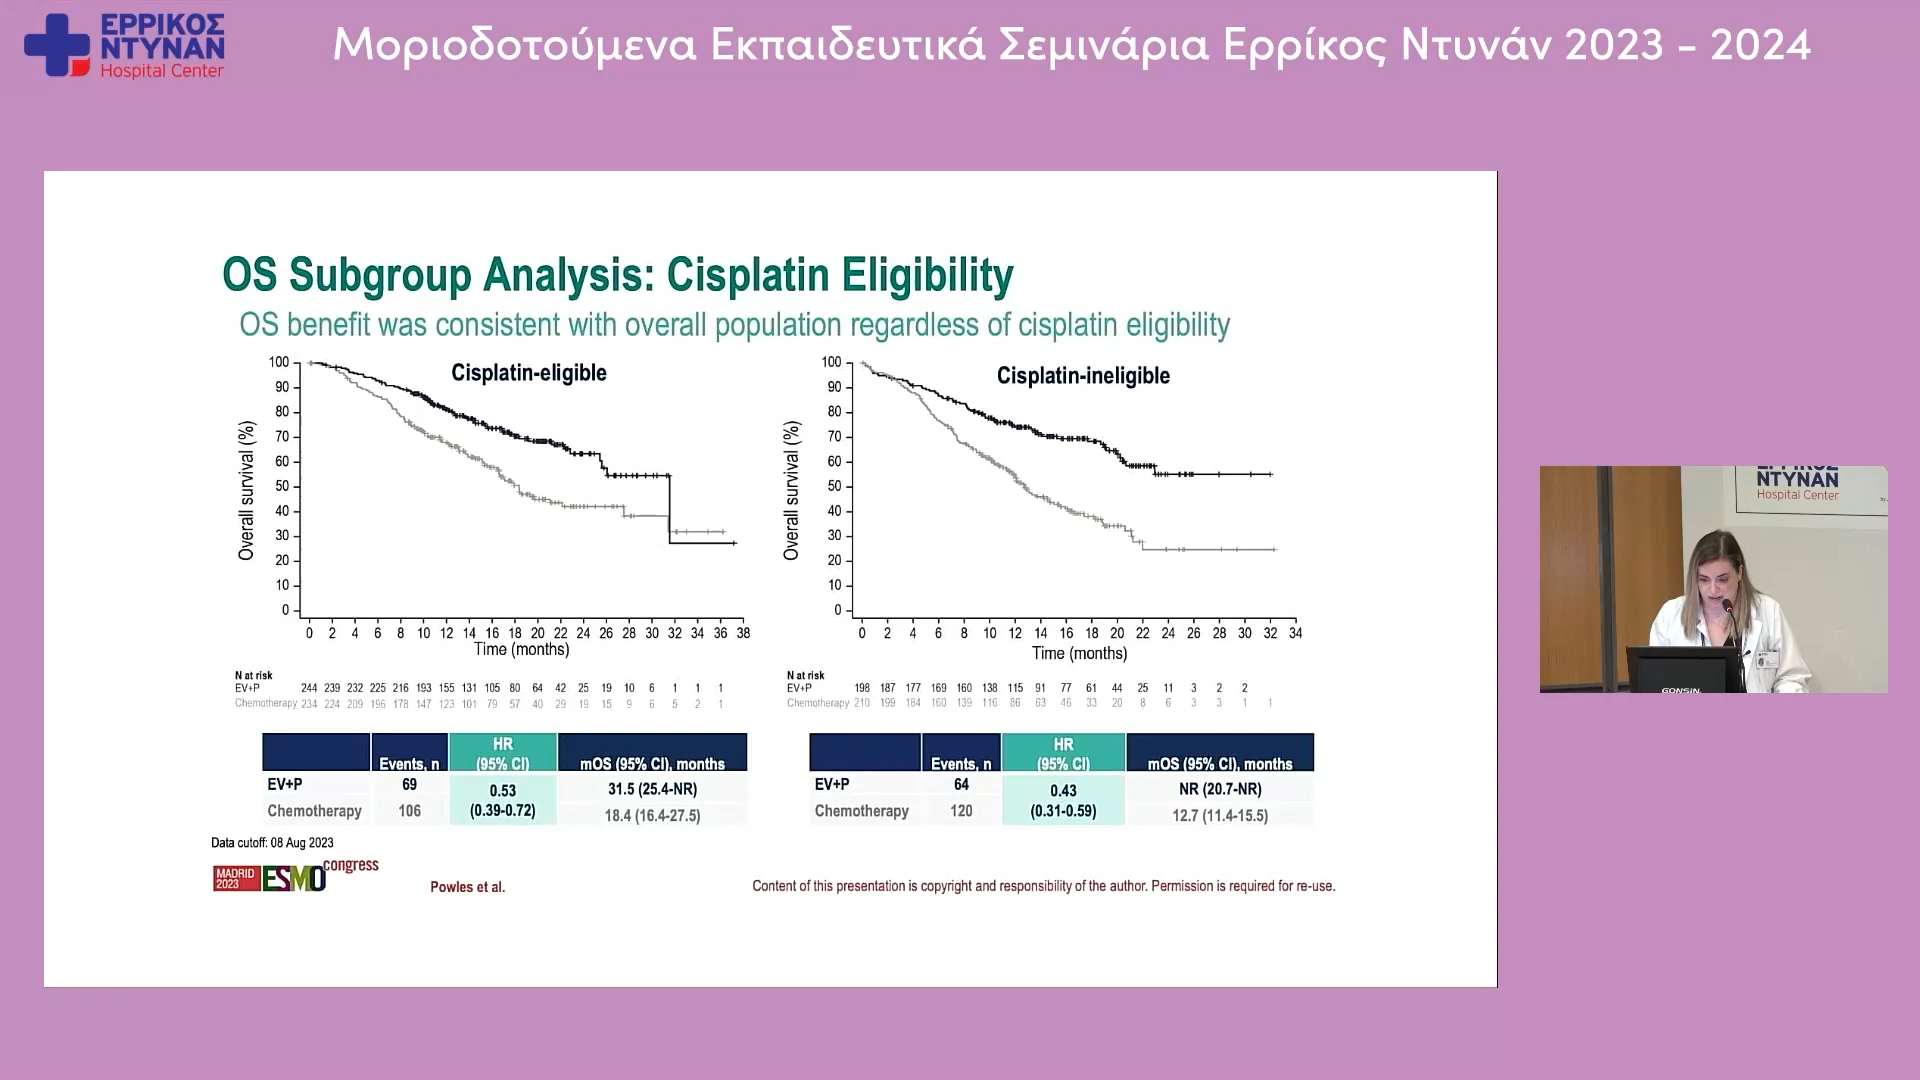 ΕΡΡΙΚΟΣ
ΝΤΥΝΑΝ
Hospital Center
Μοριοδοτούμενα Εκπαιδευτικά Σεμινάρια Ερρίκος Ντυνάν 2023 – 2024
OS Subgroup Analysis: Cisplatin Eligibility
OS benefit was consistent with overall population regardless of cisplatin eligibility
Cisplatin-eligible
Overall survival (%)
100
90
80
70
60
50
40
30
20
10
0
0 2 4 6 8 10 12 14 16 18 20 22 24 26 28 30 32 34 36 38
Time (months)
N at risk
EV+P 244 239 232 225 216 193 155 131 105 80 64 42 25 19 10 6 1 1 1
Chemotherapy 234 224 209 196 178 147 123 101 79 57 40 29 19 15 9 6 5 2 1
Events, n
HR
(95% CI)
mOS (95% CI), months
EV+P 69 31.5 (25.4-NR)
0.53
(0.39-0.72)
Chemotherapy 106 18.4 (16.4-27.5)
Cisplatin-ineligible
Overall survival (%)
100
90
80
70
60
50
40
30
20
10
0
0 2 4 6 8 10 12 14 16 18 20 22 24 26 28 30 32 34
Time (months)
N at risk
EV+P 198 187 177 169 160 138 115 91 77 61 44 25 11 3 2 2
Chemotherapy 210 199 184 160 139 116 86 63 46 33 20 8 6 3 3 1 1
Events, n
HR
(95% CI)
mOS (95% CI), months
EV+P 64 NR (20.7-NR)
0.43
(0.31-0.59)
Chemotherapy 120 12.7 (11.4-15.5)
Data cutoff: 08 Aug 2023
MADRID
2023
ESMO congress
Powles et al.
Content of this presentation is copyright and responsibility of the author. Permission is required for re-use.
ΕΡΡΙΚΟΣ
ΝΤΥΝΑΝ
Hospital Center
GONSIN